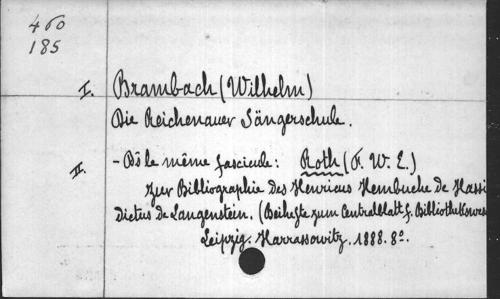 460
185
I. Brambach (Wilhelm)
Die Reichenauer Sängerschule.
II. - Ds le même fascicule: Roth (F. W. E.)
Zur Bibliographie des Henricus Hembuche de Hassi
dictus de Langenstein. (Beihefte zum Centralblatt f. Bibliothekswes
Leipzig. Harrassowitz. 1888. 8º.